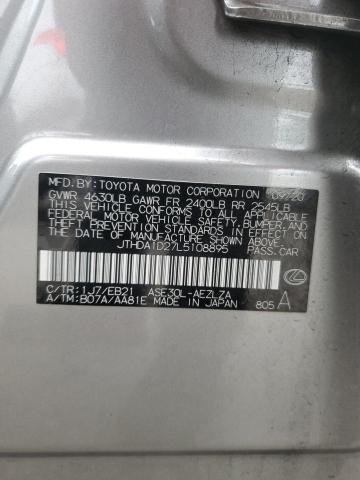 MFD.BY: TOYOTA MOTOR CORPORATION 09/20
GVWR 4630LB GAWR FR 2400LB RR 2545LB
THIS VEHICLE CONFORMS TO ALL APPLICABLE
FEDERAL MOTOR VEHICLE SAFETY, BUMPER, AND
THEFT PREVENTION STANDARDS IN EFFECT ON
THE DATE OF MANUFACTURE SHOWN ABOVE.
JTHDA1D27L5108895 PASS.CAR
C/TR: 1J7/EB21 ASE30L-AEZLZA
A/TM: B07A/AA81E MADE IN JAPAN 805 A